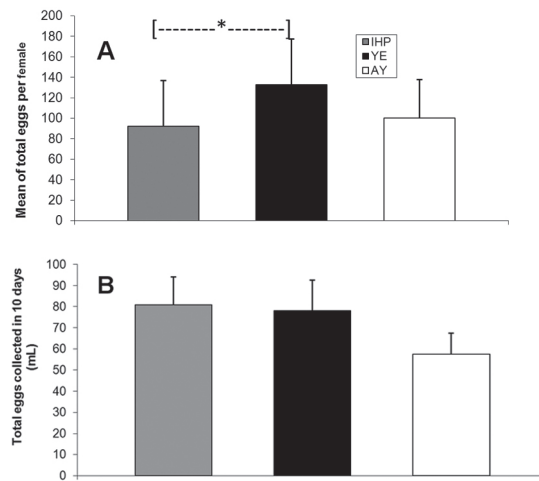 200
180
160
140
120
100
80
60
40
20
0
Mean of total eggs per female
A
*
IHP
YE
AY
100
90
80
70
60
50
40
30
20
10
0
Total eggs collected in 10 days
(mL)
B